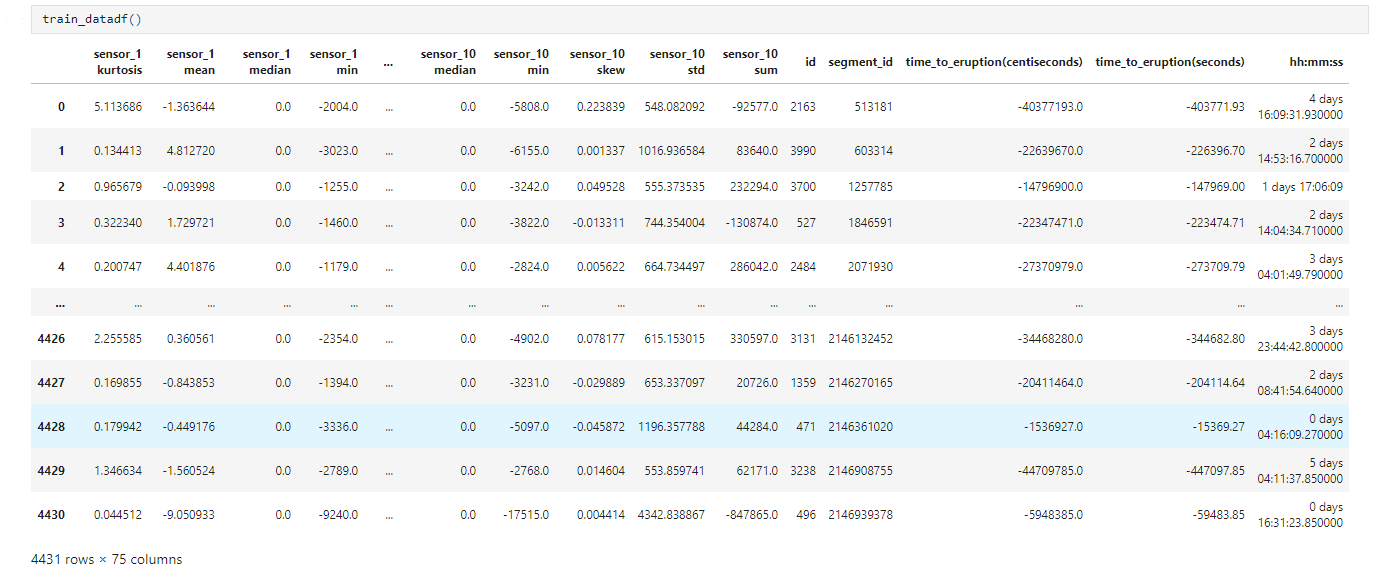 train_datadf()
sensor_1 kurtosis sensor_1 mean sensor_1 median sensor_1 min ... sensor_10 median sensor_10 min sensor_10 skew sensor_10 std sensor_10 sum id segment_id time_to_eruption(centiseconds) time_to_eruption(seconds) hh:mm:ss
0 5.113686 -1.363644 0.0 -2004.0 ... 0.0 -5808.0 0.223839 548.082092 -92577.0 2163 513181 -40377193.0 -403771.93 4 days 16:09:31.930000
1 0.134413 4.812720 0.0 -3023.0 ... 0.0 -6155.0 0.001337 1016.936584 83640.0 3990 603314 -22639670.0 -226396.70 2 days 14:53:16.700000
2 0.965679 -0.093998 0.0 -1255.0 ... 0.0 -3242.0 0.049528 555.373535 232294.0 3700 1257785 -14796900.0 -147969.00 1 days 17:06:09
3 0.322340 1.729721 0.0 -1460.0 ... 0.0 -3822.0 -0.013311 744.354004 -130874.0 527 1846591 -22347471.0 -223474.71 2 days 14:04:34.710000
4 0.200747 4.401876 0.0 -1179.0 ... 0.0 -2824.0 0.005622 664.734497 286042.0 2484 2071930 -27370979.0 -273709.79 3 days 04:01:49.790000
... ... ... ... ... ... ... ... ... ... ... ... ... ... ... ...
4426 2.255585 0.360561 0.0 -2354.0 ... 0.0 -4902.0 0.078177 615.153015 330597.0 3131 2146132452 -34468280.0 -344682.80 3 days 23:44:42.800000
4427 0.169855 -0.843853 0.0 -1394.0 ... 0.0 -3231.0 -0.029889 653.337097 20726.0 1359 2146270165 -20411464.0 -204114.64 2 days 08:41:54.640000
4428 0.179942 -0.449176 0.0 -3336.0 ... 0.0 -5097.0 -0.045872 1196.357788 44284.0 471 2146361020 -1536927.0 -15369.27 0 days 04:16:09.270000
4429 1.346634 -1.560524 0.0 -2789.0 ... 0.0 -2768.0 0.014604 553.859741 62171.0 3238 2146908755 -44709785.0 -447097.85 5 days 04:11:37.850000
4430 0.044512 -9.050933 0.0 -9240.0 ... 0.0 -17515.0 0.004414 4342.838867 -847865.0 496 2146939378 -5948385.0 -59483.85 0 days 16:31:23.850000
4431 rows × 75 columns